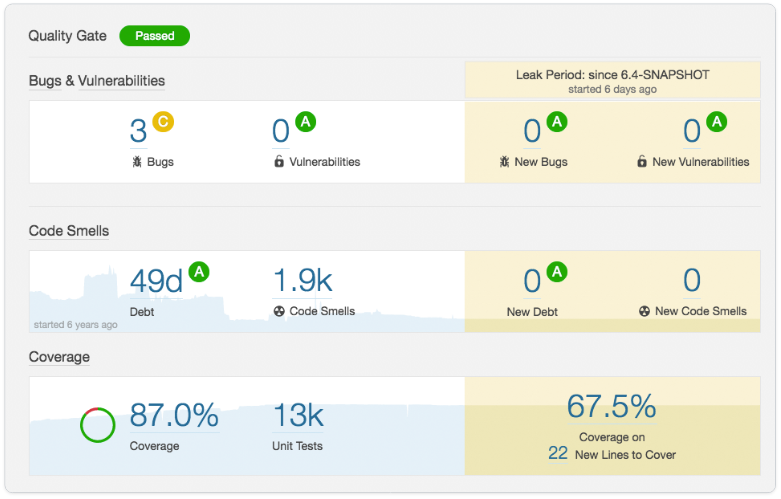 Quality Gate Passed
Bugs & Vulnerabilities
Leak Period: since 6.4-SNAPSHOT
started 6 days ago
3 C 0 A 0 A 0 A
Bugs Vulnerabilities New Bugs New Vulnerabilities
Code Smells
49d A 1.9k 0 A 0
Debt Code Smells New Debt New Code Smells
started 6 years ago
Coverage
87.0% 13k 67.5%
Coverage Unit Tests Coverage on
22 New Lines to Cover